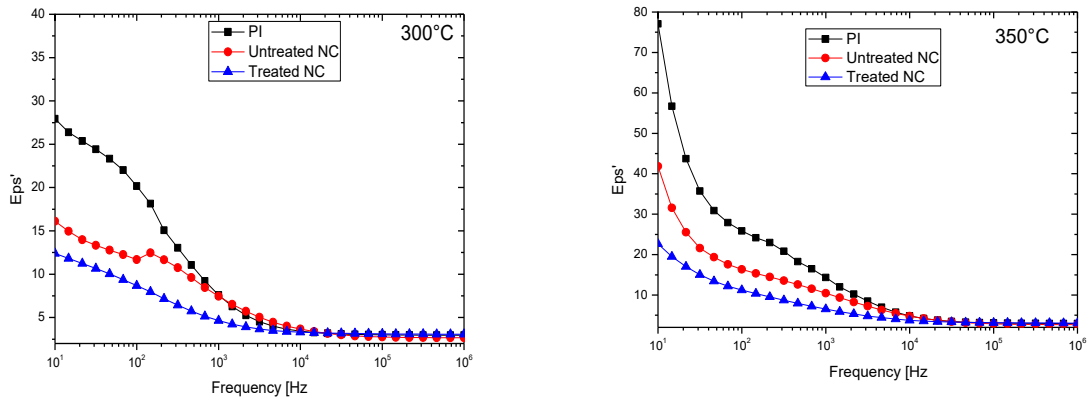 40
35
30
25
20
15
10
5
Eps'
PI
Untreated NC
Treated NC
300°C
10^1 10^2 10^3 10^4 10^5 10^6
Frequency [Hz
80
70
60
50
40
30
20
10
Eps'
PI
Untreated NC
Treated NC
350°C
10^1 10^2 10^3 10^4 10^5 10^6
Frequency [Hz